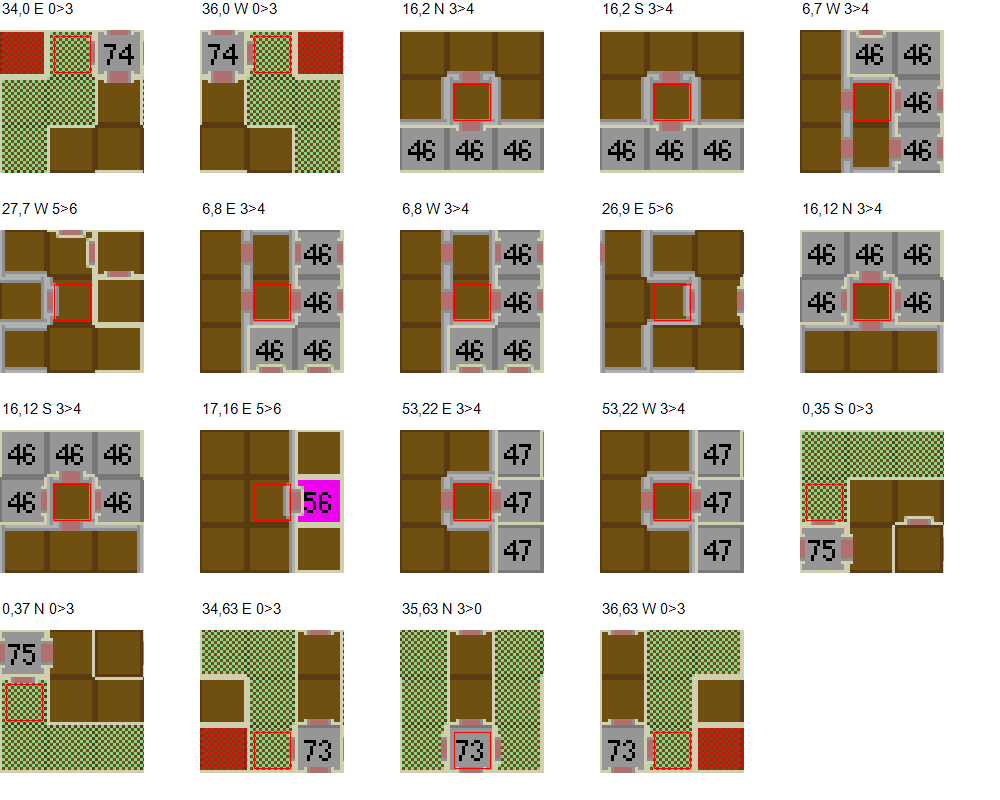 34,0 E 0>3
36,0 W 0>3
16,2 N 3>4
16,2 S 3>4
6,7 W 3>4
74
74
46 46 46
46 46 46
46 46
46
46
27,7 W 5>6
6,8 E 3>4
6,8 W 3>4
26,9 E 5>6
16,12 N 3>4
46
46
46 46
46
46
46 46
46 46 46
46 46
16,12 S 3>4
17,16 E 5>6
53,22 E 3>4
53,22 W 3>4
0,35 S 0>3
46 46 46
46 46
56
47
47
47
47
47
47
75
0,37 N 0>3
34,63 E 0>3
35,63 N 3>0
36,63 W 0>3
75
73
73
73